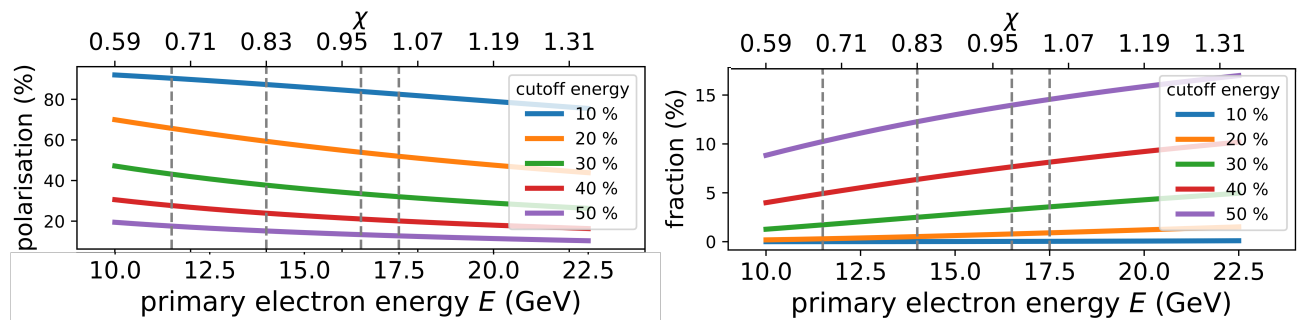 χ
0.59 0.71 0.83 0.95 1.07 1.19 1.31
polarisation (%)
80
60
40
20
cutoff energy
10 %
20 %
30 %
40 %
50 %
10.0 12.5 15.0 17.5 20.0 22.5
primary electron energy E (GeV)
χ
0.59 0.71 0.83 0.95 1.07 1.19 1.31
fraction (%)
15
10
5
0
cutoff energy
10 %
20 %
30 %
40 %
50 %
10.0 12.5 15.0 17.5 20.0 22.5
primary electron energy E (GeV)